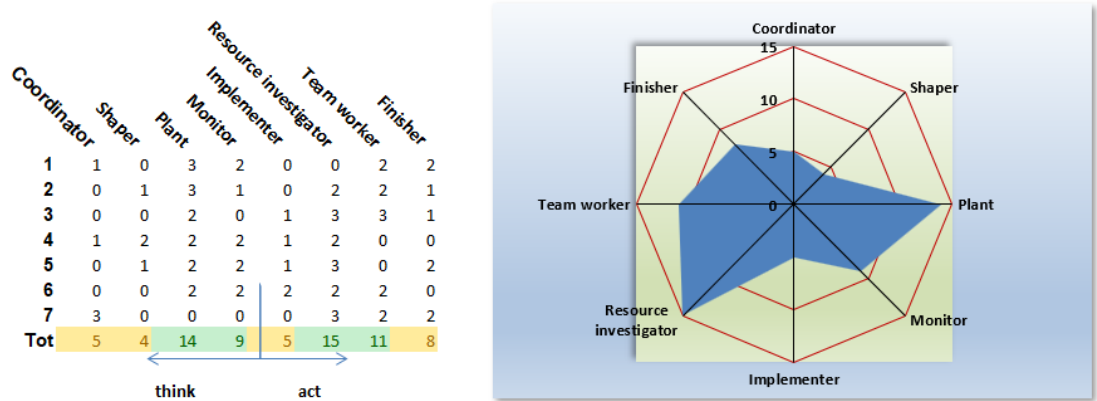 Coordinator Shaper Plant Monitor Implementer Resource investigator Team worker Finisher
1 1 0 3 2 0 0 2 2
2 0 1 3 1 0 2 2 1
3 0 0 2 0 1 3 3 1
4 1 2 2 2 1 2 0 0
5 0 1 2 2 1 3 0 2
6 0 0 2 2 2 2 2 0
7 3 0 0 0 0 3 2 2
Tot 5 4 14 9 5 15 11 8
think act
Coordinator
15
Finisher Shaper
10
5
Team worker 0 Plant
Resource
investigator
Monitor
Implementer